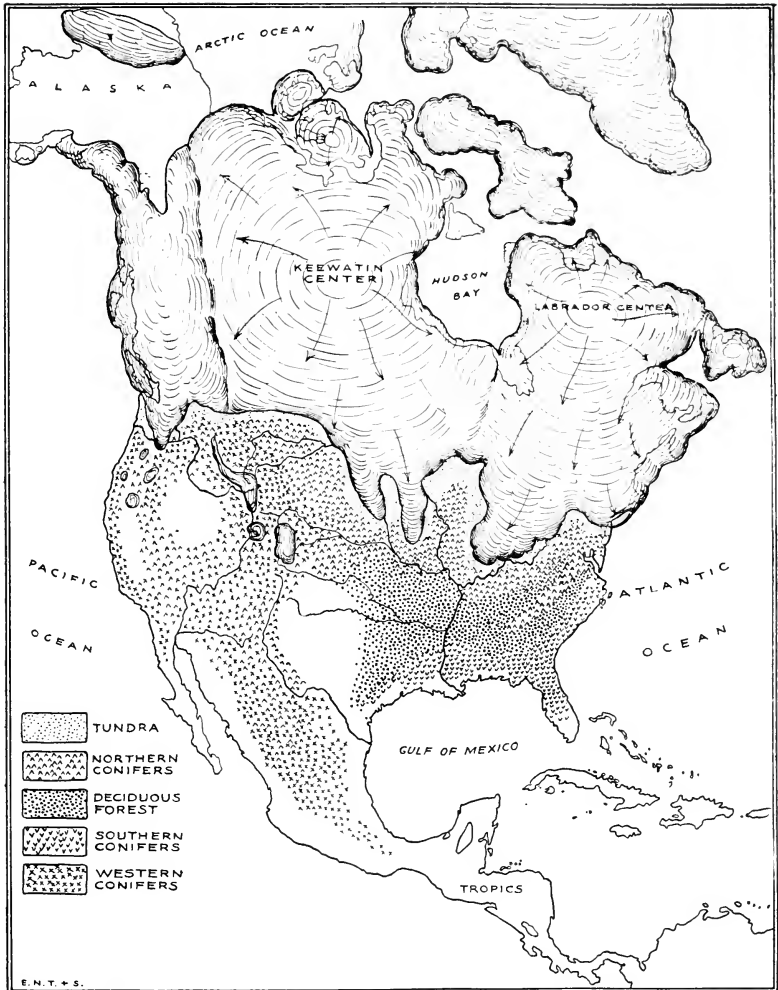 ARCTIC OCEAN
ALASKA
KEEWATIN
CENTER
HUDSON
BAY
LABRADOR CENTER
PACIFIC
OCEAN
ATLANTIC
OCEAN
TUNDRA
NORTHERN
CONIFERS
DECIDUOUS
FOREST
SOUTHERN
CONIFERS
WESTERN
CONIFERS
GULF OF MEXICO
TROPICS
E.N.T. + S.